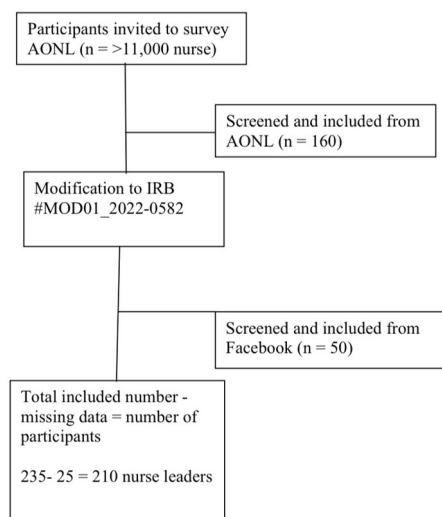 Participants invited to survey
AONL (n = >11,000 nurse)
Screened and included from
AONL (n = 160)
Modification to IRB
#MOD01_2022-0582
Screened and included from
Facebook (n = 50)
Total included number -
missing data = number of
participants
235- 25 = 210 nurse leaders